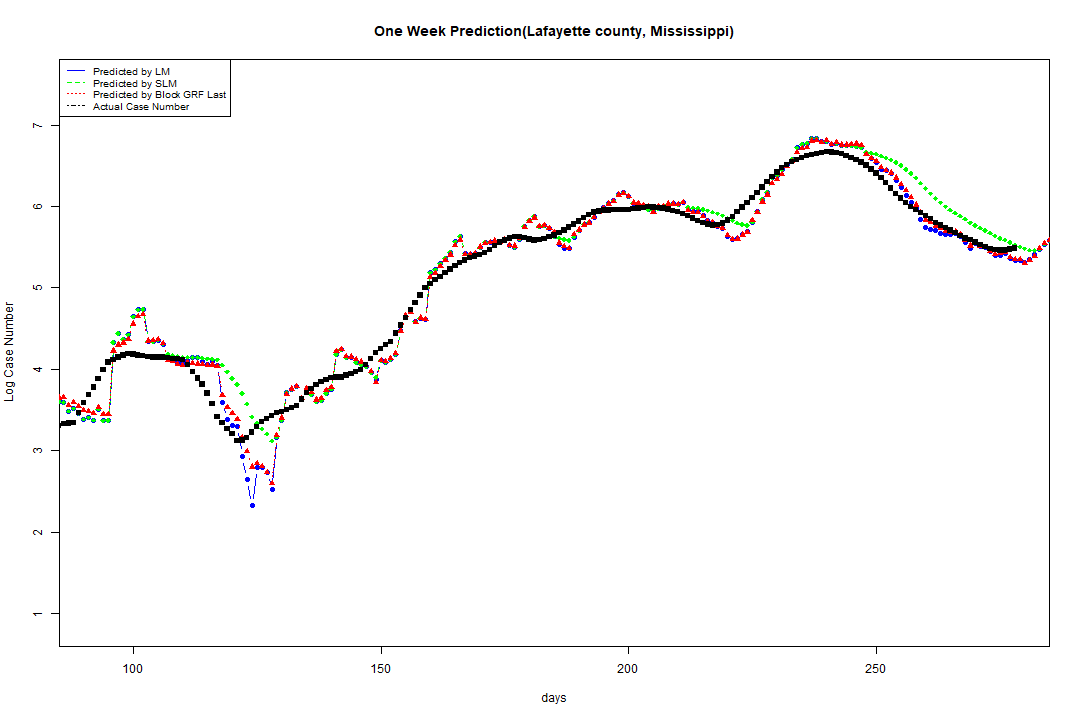 One Week Prediction(Lafayette county, Mississippi)
Predicted by LM
Predicted by SLM
Predicted by Block GRF Last
Actual Case Number
Log Case Number
7
6
5
4
3
2
1
100
150
200
250
days